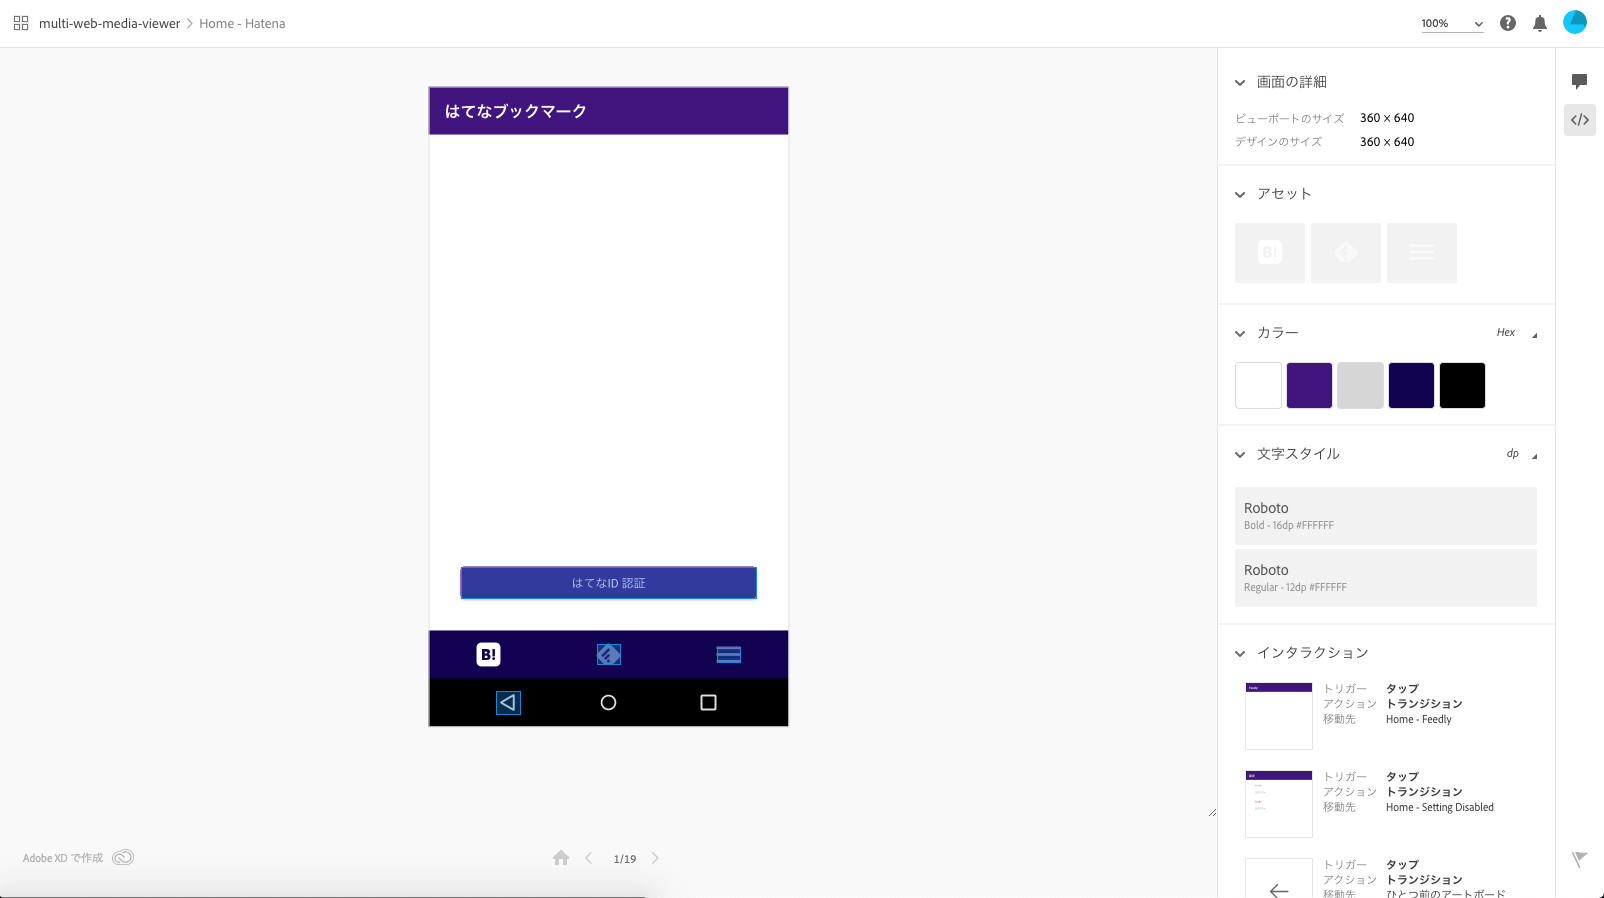 multi-web-media-viewer
Home - Hatena
100%
はてなブックマーク
はてなID 認証
B!
Adobe XD で作成
1/19
画面の詳細
ビューポートのサイズ 360 × 640
デザインのサイズ 360 × 640
アセット
B!
カラー
Hex
文字スタイル
dp
Roboto
Bold - 16dp #FFFFFF
Roboto
Regular - 12dp #FFFFFF
インタラクション
Feedly
トリガー タップ
アクション トランジション
移動先 Home - Feedly
トリガー タップ
アクション トランジション
移動先 Home - Setting Disabled
トリガー タップ
アクション トランジション
移動先 ひとつ前のアートボード